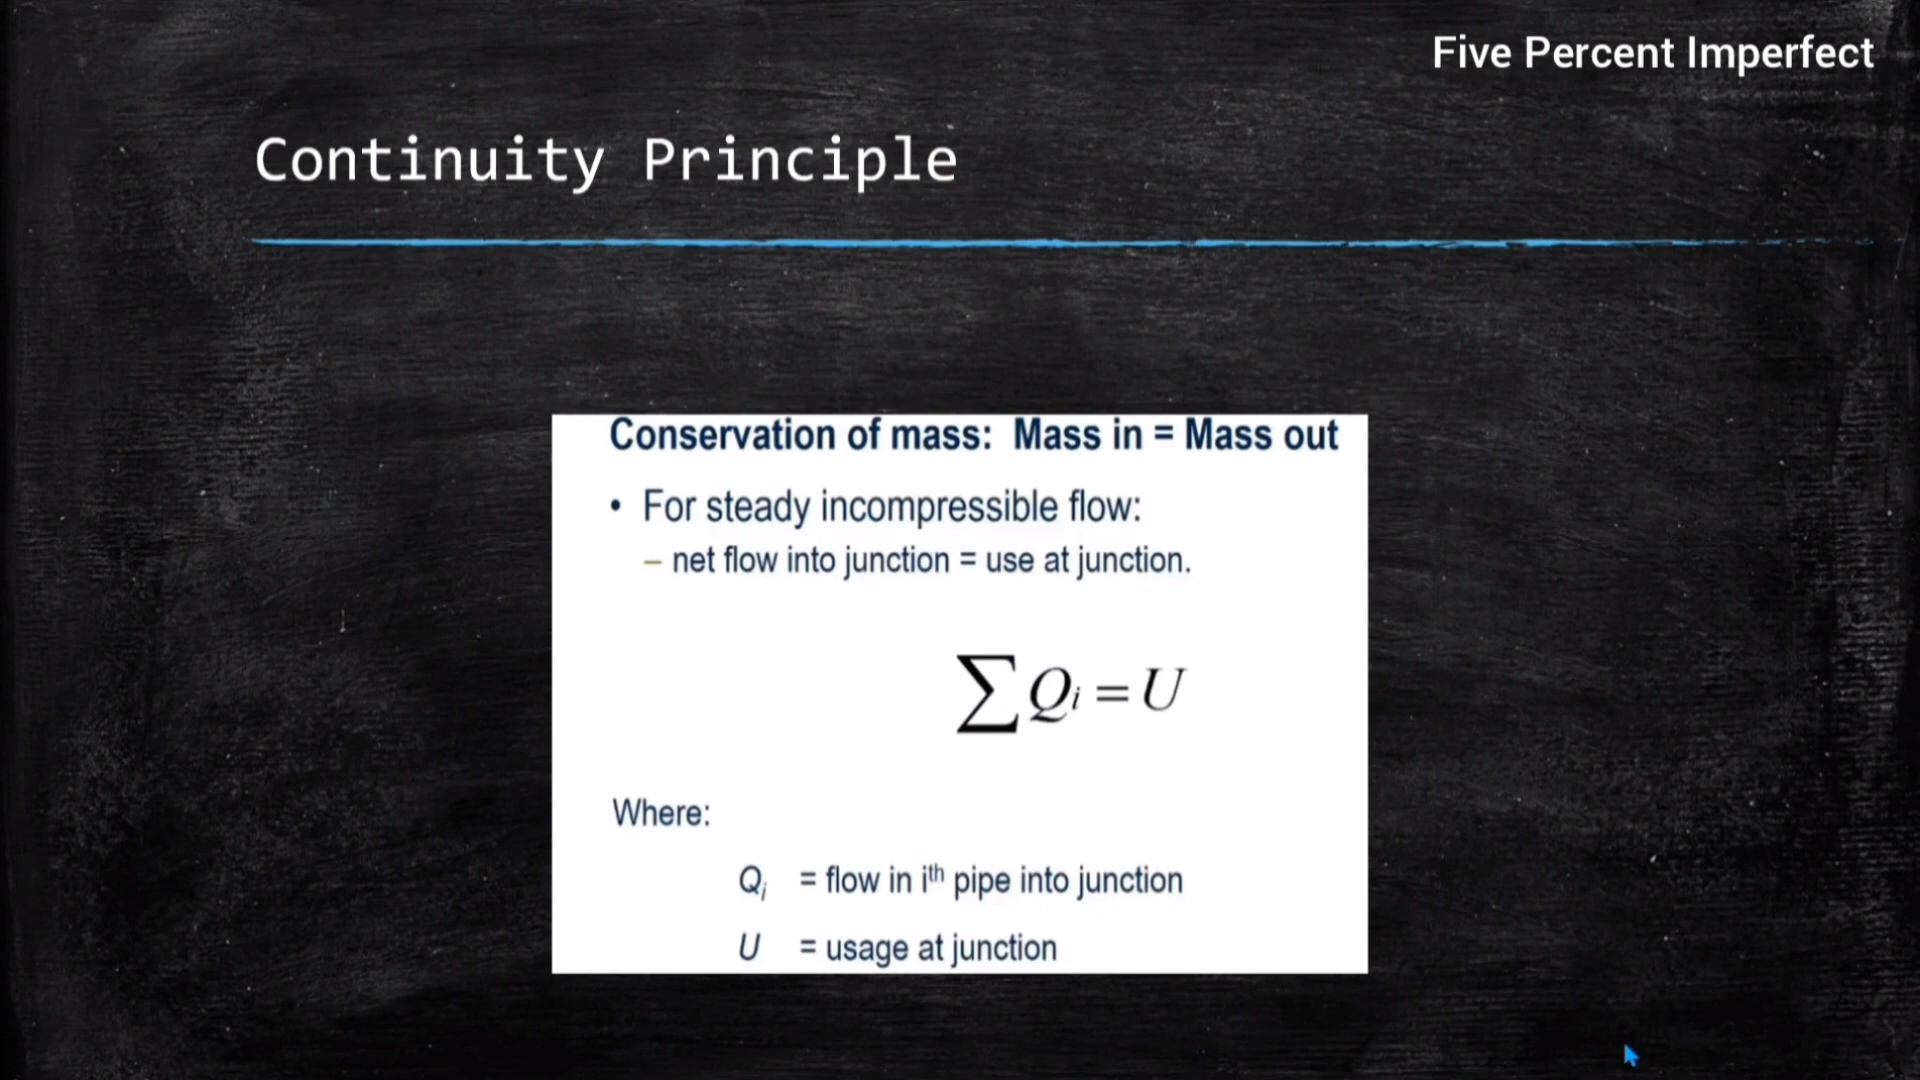 Five Percent Imperfect
Continuity Principle
Conservation of mass: Mass in = Mass out
• For steady incompressible flow:
– net flow into junction = use at junction.
∑Qi = U
Where:
Qi = flow in ith pipe into junction
U = usage at junction